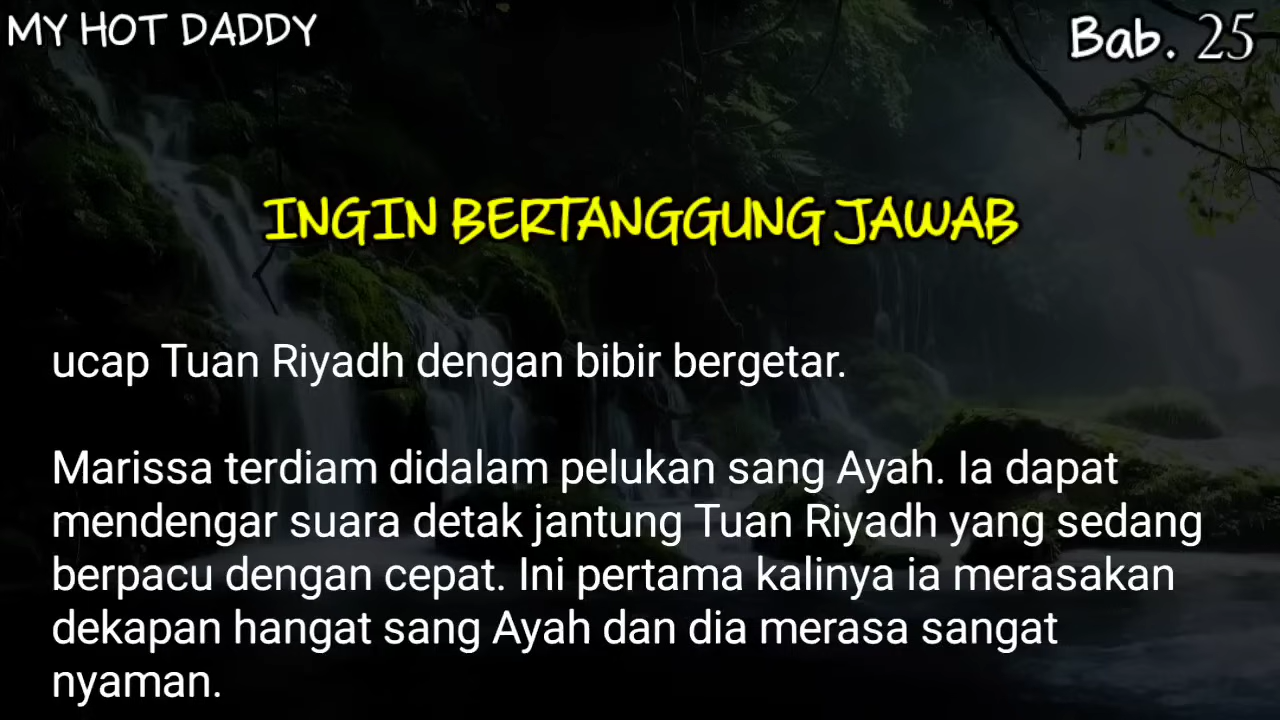 MY HOT DADDY
Bab. 25
INGIN BERTANGGUNG JAWAB
ucap Tuan Riyadh dengan bibir bergetar.
Marissa terdiam didalam pelukan sang Ayah. Ia dapat
mendengar suara detak jantung Tuan Riyadh yang sedang
berpacu dengan cepat. Ini pertama kalinya ia merasakan
dekapan hangat sang Ayah dan dia merasa sangat
nyaman.